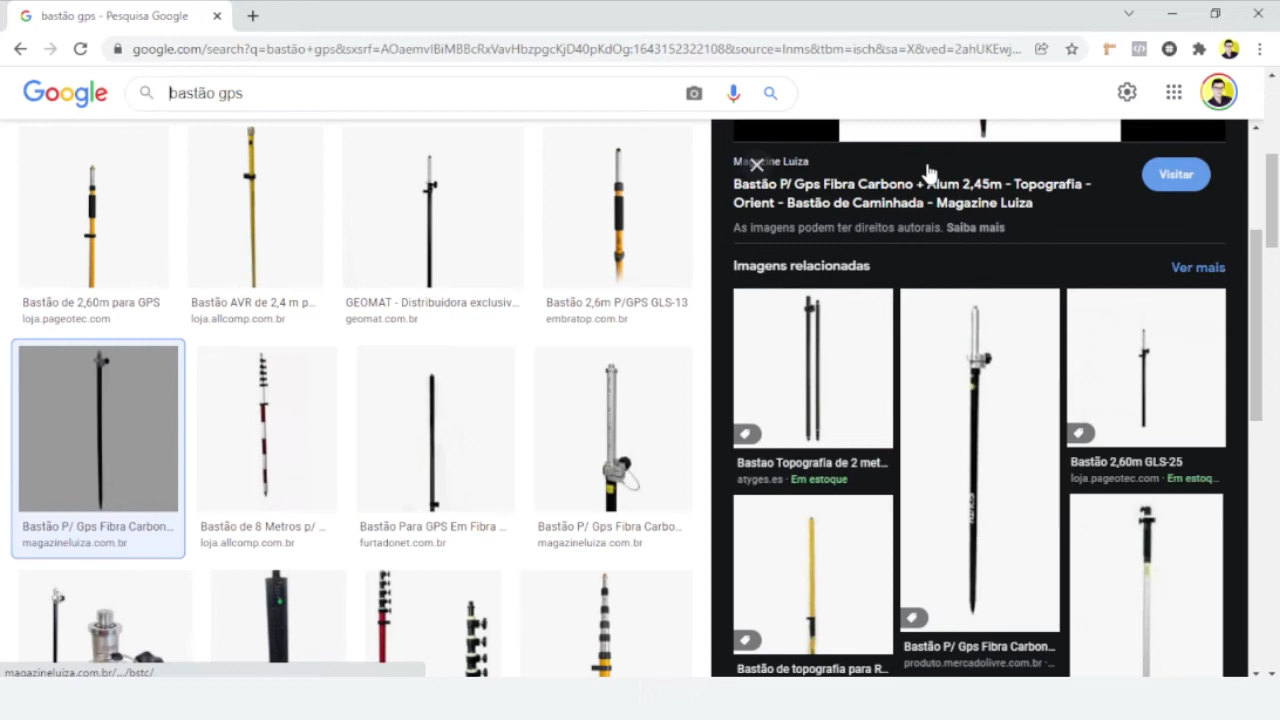 bastão gps - Pesquisa Google
google.com/search?q=bastão+gps&sxsrf=AOaemvIBiMBBcRxVavHbzpgcKjD40pKdOg:1643152322108&source=lnms&tbm=isch&sa=X&ved=2ahUKEwj...
Google
bastão gps
Bastão de 2,60m para GPS
loja.pageotec.com
Bastão AVR de 2,4 m p...
loja.allcomp.com.br
GEOMAT - Distribuidora exclusiv...
geomat.com.br
Bastão 2,6m P/GPS GLS-13
embratop.com.br
Bastão P/ Gps Fibra Carbon...
magazineluiza.com.br
Bastão de 8 Metros p/ ...
loja.allcomp.com.br
Bastão Para GPS Em Fibra ...
furtadonet.com.br
Bastão P/ Gps Fibra Carbo...
magazineluiza.com.br
magazineluiza.com.br/.../bstc/
Magazine Luiza
Bastão P/ Gps Fibra Carbono + Alum 2,45m - Topografia -
Orient - Bastão de Caminhada - Magazine Luiza
Visitar
As imagens podem ter direitos autorais. Saiba mais
Imagens relacionadas
Ver mais
Bastao Topografia de 2 met...
atyges.es · Em estoque
Bastão 2,60m GLS-25
loja.pageotec.com · Em estoq...
Bastão de topografia para R...
Bastão P/ Gps Fibra Carbon...
produto.mercadolivre.com.br ·...